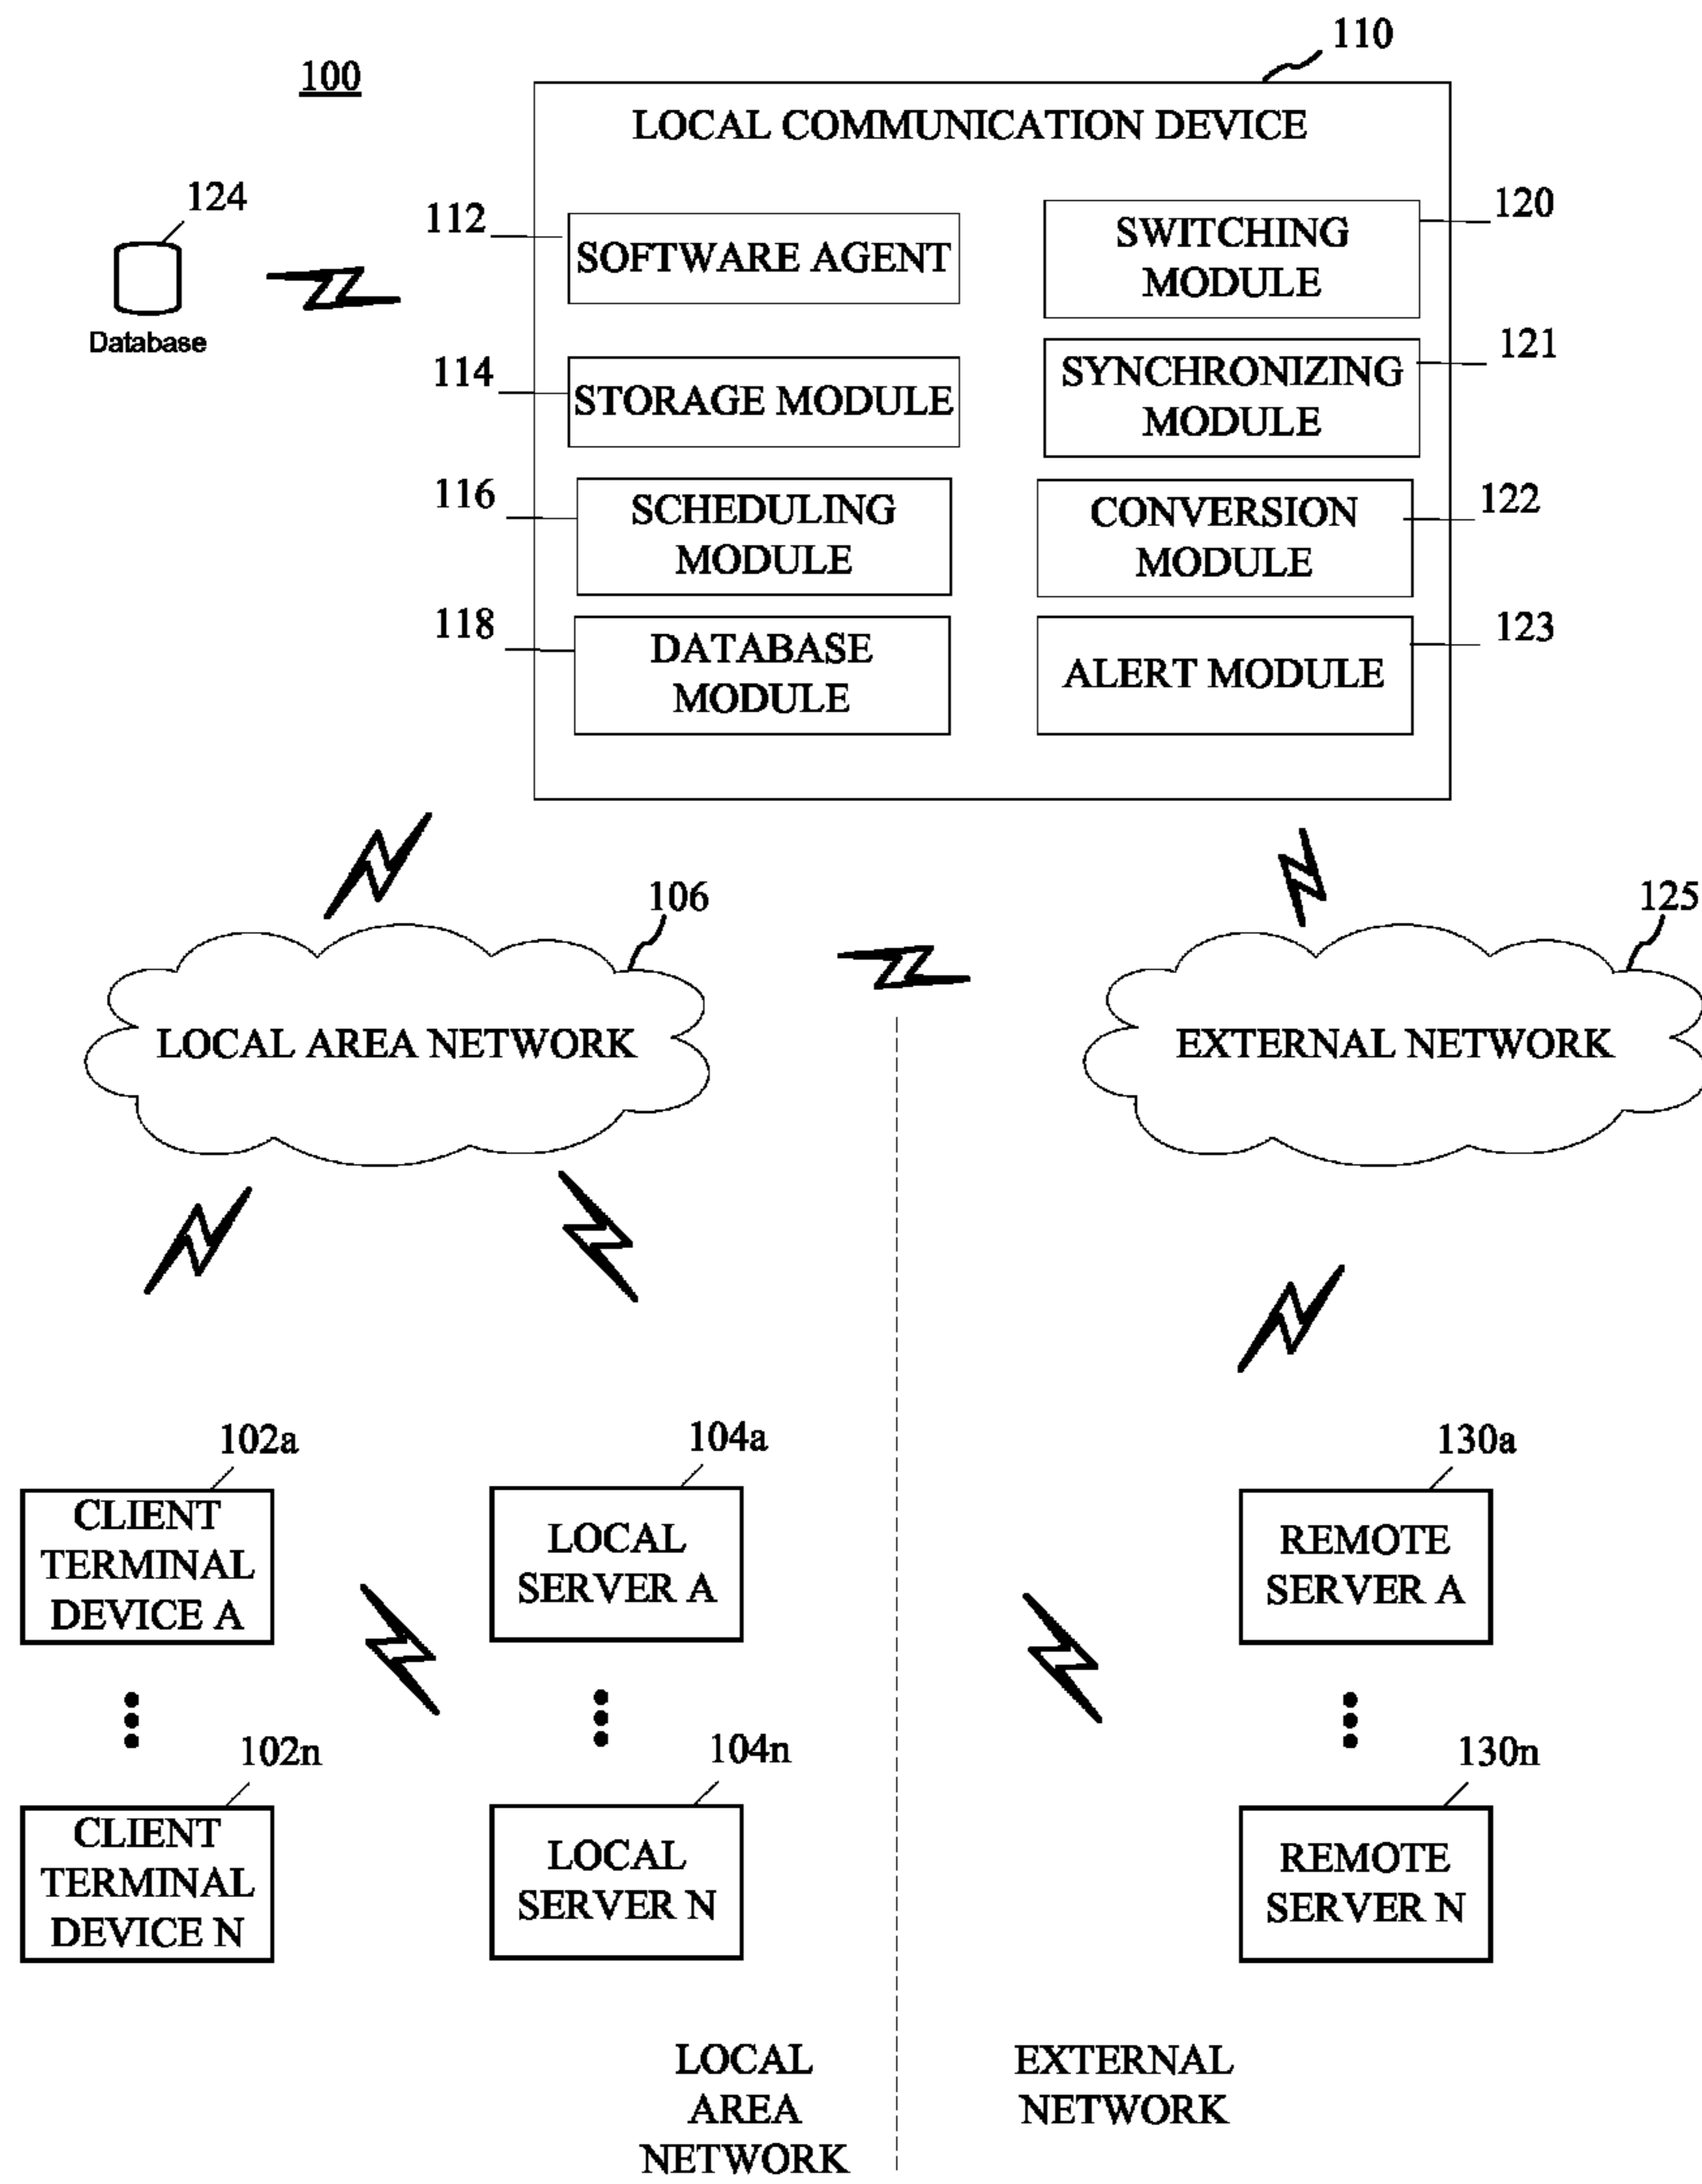 110
100
LOCAL COMMUNICATION DEVICE
124
Database
112
SOFTWARE AGENT
120
SWITCHING
MODULE
114
STORAGE MODULE
121
SYNCHRONIZING
MODULE
116
SCHEDULING
MODULE
122
CONVERSION
MODULE
118
DATABASE
MODULE
123
ALERT MODULE
106
LOCAL AREA NETWORK
125
EXTERNAL NETWORK
102a
CLIENT
TERMINAL
DEVICE A
104a
LOCAL
SERVER A
130a
REMOTE
SERVER A
102n
CLIENT
TERMINAL
DEVICE N
104n
LOCAL
SERVER N
130n
REMOTE
SERVER N
LOCAL
AREA
NETWORK
EXTERNAL
NETWORK